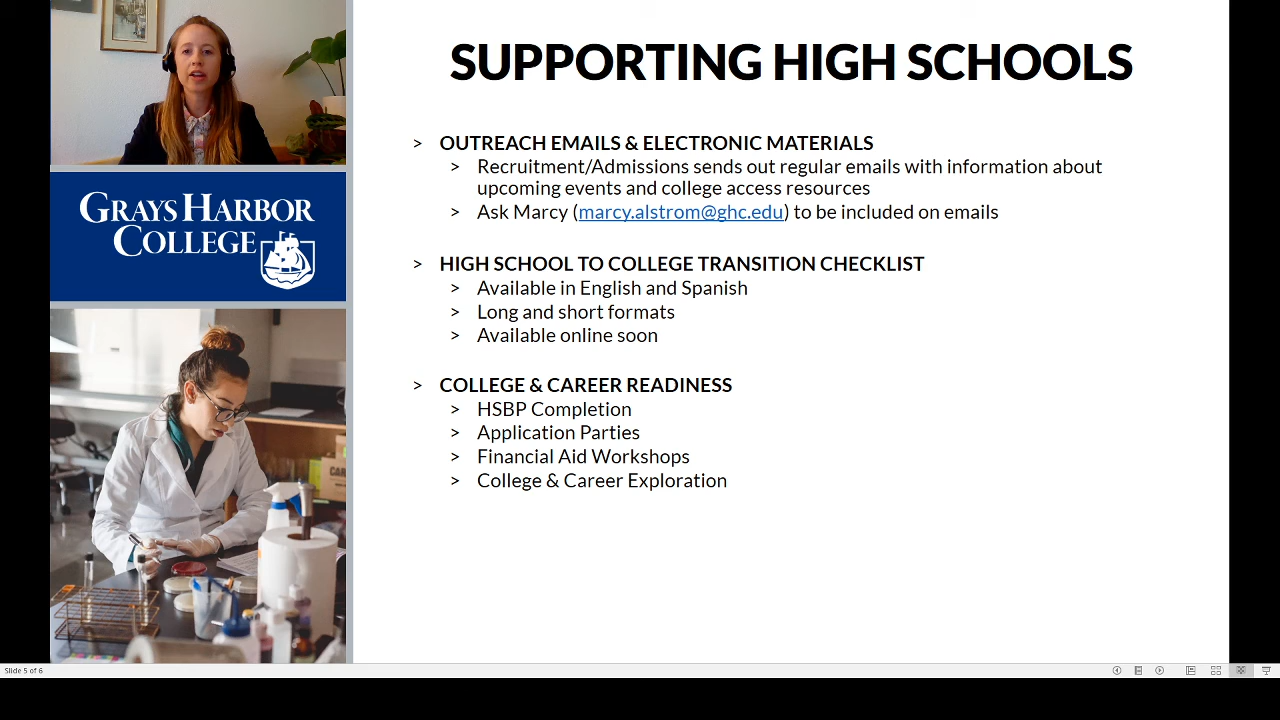 SUPPORTING HIGH SCHOOLS
GRAYS HARBOR
COLLEGE
> OUTREACH EMAILS & ELECTRONIC MATERIALS
> Recruitment/Admissions sends out regular emails with information about
upcoming events and college access resources
> Ask Marcy (marcy.alstrom@ghc.edu) to be included on emails
> HIGH SCHOOL TO COLLEGE TRANSITION CHECKLIST
> Available in English and Spanish
> Long and short formats
> Available online soon
> COLLEGE & CAREER READINESS
> HSBP Completion
> Application Parties
> Financial Aid Workshops
> College & Career Exploration
Slide 5 of 6